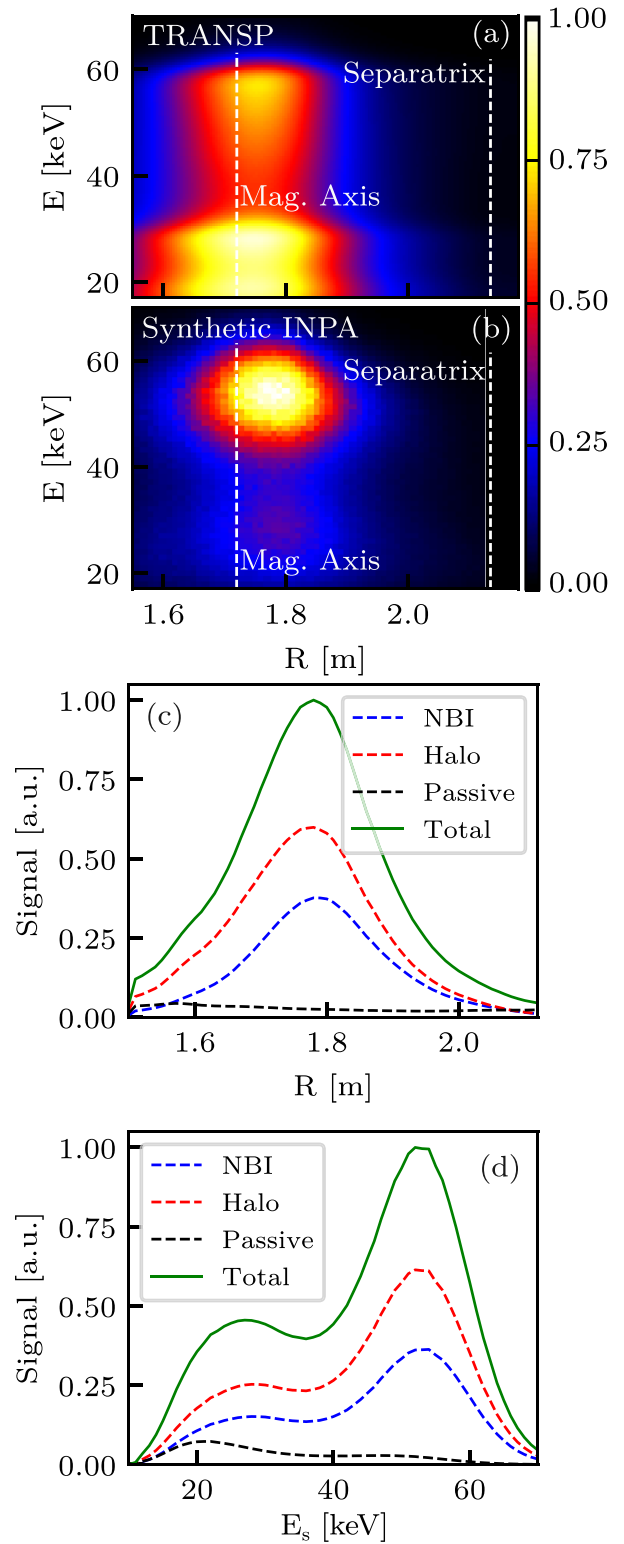 TRANSP (a) 1.00
60 Separatrix
E [keV] 0.75
40 Mag. Axis
20 0.50
Synthetic INPA (b)
60 Separatrix
E [keV] 0.25
40
20 Mag. Axis 0.00
1.6 1.8 2.0
R [m]
(c)
1.00 NBI
Halo
0.75 Passive
Total
Signal [a.u.]
0.50
0.25
0.00
1.6 1.8 2.0
R [m]
(d)
1.00 NBI
Halo
0.75 Passive
Total
Signal [a.u.]
0.50
0.25
0.00
20 40 60
E_s [keV]